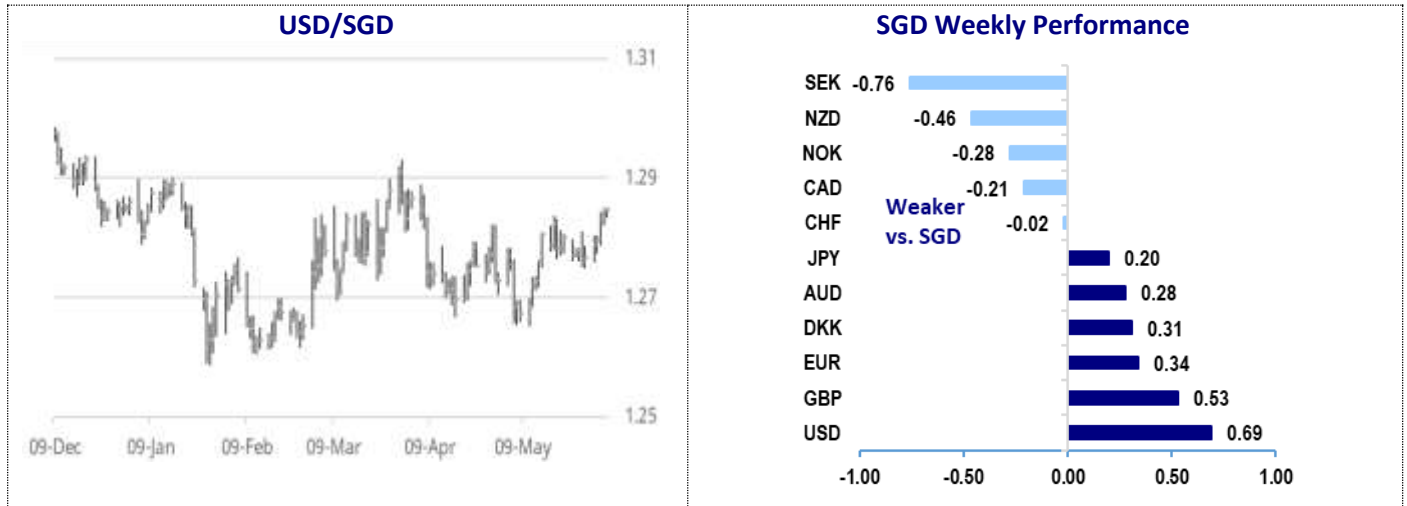 USD/SGD
1.31
1.29
1.27
1.25
09-Dec 09-Jan 09-Feb 09-Mar 09-Apr 09-May
SGD Weekly Performance
SEK -0.76
NZD -0.46
NOK -0.28
CAD -0.21
CHF -0.02
Weaker
vs. SGD
JPY 0.20
AUD 0.28
DKK 0.31
EUR 0.34
GBP 0.53
USD 0.69
-1.00 -0.50 0.00 0.50 1.00